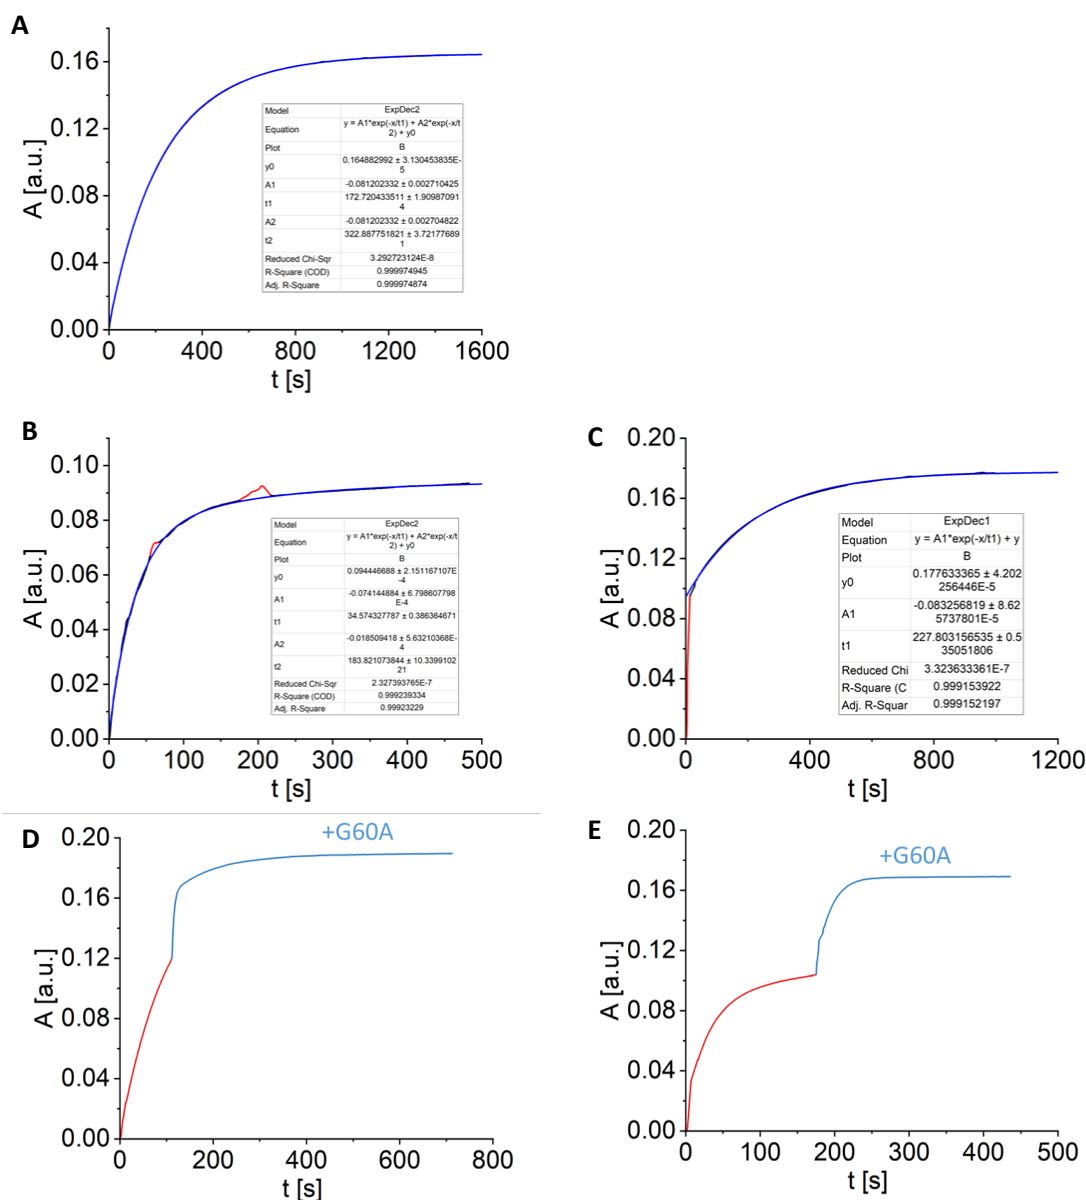 A
0.16
0.12
0.08
0.04
0.00
A [a.u.]
0 400 800 1200 1600
t [s]
Model ExpDec2
Equation y = A1*exp(-x/t1) + A2*exp(-x/t
2) + y0
Plot B
y0 0.164882992 ± 3.130453835E-
5
A1 -0.081202332 ± 0.002710425
t1 172.720433511 ± 1.90987091
4
A2 -0.081202332 ± 0.002704822
t2 322.887751821 ± 3.72177689
1
Reduced Chi-Sqr 3.292723124E-8
R-Square (COD) 0.999974945
Adj. R-Square 0.999974874
B
0.10
0.08
0.06
0.04
0.02
0.00
A [a.u.]
0 100 200 300 400 500
t [s]
Model ExpDec2
Equation y = A1*exp(-x/t1) + A2*exp(-x/t
2) + y0
Plot B
y0 0.094446688 ± 2.151167107E
-4
A1 -0.074144884 ± 6.798607798
E-4
t1 34.574327787 ± 0.386364671
A2 -0.018509418 ± 5.63210368E-
4
t2 183.821073844 ± 10.3399102
21
Reduced Chi-Sqr 2.327393765E-7
R-Square (COD) 0.999239334
Adj. R-Square 0.99923229
C
0.20
0.16
0.12
0.08
0.04
0.00
A [a.u.]
0 400 800 1200
t [s]
Model ExpDec1
Equation y = A1*exp(-x/t1) + y
Plot B
y0 0.177633365 ± 4.202
256446E-5
A1 -0.083256819 ± 8.62
5737801E-5
t1 227.803156535 ± 0.5
35051806
Reduced Chi 3.323633361E-7
R-Square (C 0.999153922
Adj. R-Squar 0.999152197
D
+G60A
0.20
0.16
0.12
0.08
0.04
0.00
A [a.u.]
0 200 400 600 800
t [s]
E
+G60A
0.20
0.16
0.12
0.08
0.04
0.00
A [a.u.]
0 100 200 300 400 500
t [s]